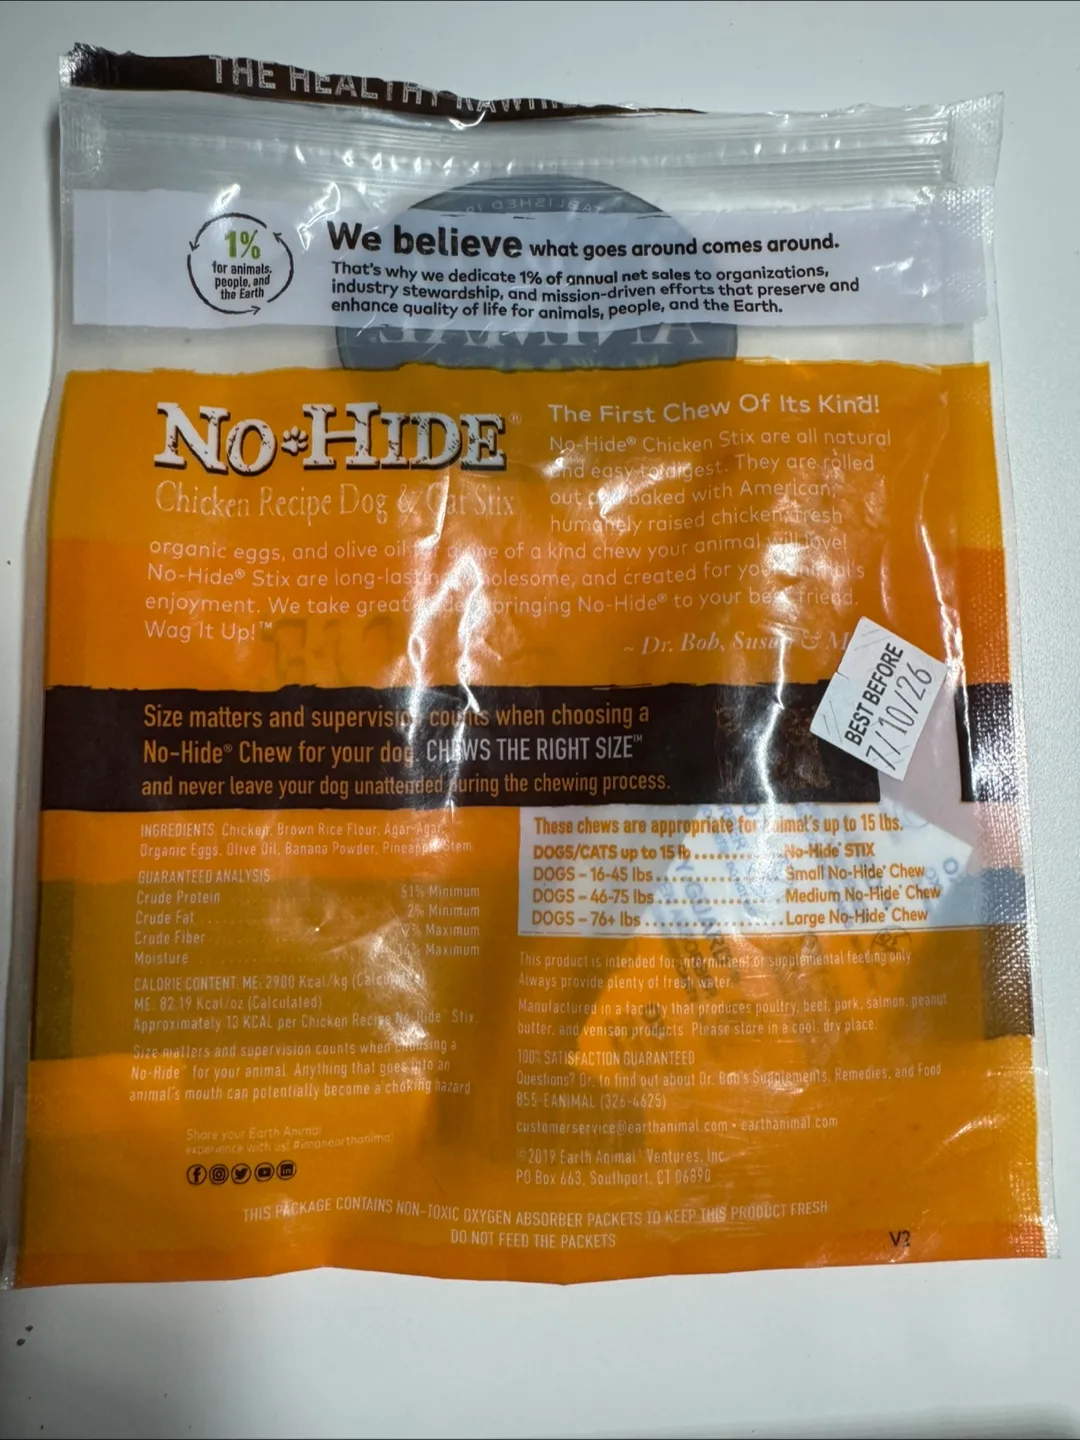 THE HEALTHY RAWHIDE
1%
for animals,
people, and
the Earth
We believe what goes around comes around.
That's why we dedicate 1% of annual net sales to organizations,
industry stewardship, and mission-driven efforts that preserve and
enhance quality of life for animals, people, and the Earth.
NO-HIDE®
Chicken Recipe Dog & Cat Stix
The First Chew Of Its Kind!
No-Hide® Chicken Stix are all natural
and easy to digest. They are rolled
out and baked with American,
humanely raised chicken, fresh
organic eggs, and olive oil for a one of a kind chew your animal will love!
No-Hide® Stix are long-lasting, wholesome, and created for your animal's
enjoyment. We take great in bringing No-Hide® to your best friend.
Wag It Up!™
~ Dr. Bob, Susan & M
BEST BEFORE
7/10/26
Size matters and supervision counts when choosing a
No-Hide® Chew for your dog. CHEWS THE RIGHT SIZE™
and never leave your dog unattended during the chewing process.
INGREDIENTS: Chicken, Brown Rice Flour, Agar-Agar,
Organic Eggs, Olive Oil, Banana Powder, Pineapple Stem
GUARANTEED ANALYSIS
Crude Protein 51% Minimum
Crude Fat 2% Minimum
Crude Fiber Maximum
Moisture Maximum
CALORIE CONTENT: ME: 2900 Kcal/kg (Calculated)
ME: 82.19 Kcal/oz (Calculated)
Approximately 13 KCAL per Chicken Recipe No-Hide® Stix.
Size matters and supervision counts when choosing a
No-Hide® for your animal. Anything that goes into an
animal's mouth can potentially become a choking hazard
Share your Earth Animal
experience with us! #imanearthanimal
These chews are appropriate for animal's up to 15 lbs.
DOGS/CATS up to 15 lb.......... No-Hide® STIX
DOGS – 16-45 lbs.................... Small No-Hide® Chew
DOGS – 46-75 lbs.................... Medium No-Hide® Chew
DOGS – 76+ lbs...................... Large No-Hide® Chew
This product is intended for intermittent or supplemental feeding only
Always provide plenty of fresh water.
Manufactured in a facility that produces poultry, beef, pork, salmon, peanut
butter, and venison products. Please store in a cool, dry place.
100% SATISFACTION GUARANTEED
Questions? Or, to find out about Dr. Bob's Supplements, Remedies, and Food
855-EANIMAL (326-4625)
customerservice@earthanimal.com • earthanimal.com
©2019 Earth Animal® Ventures, Inc.
PO Box 663, Southport, CT 06890
THIS PACKAGE CONTAINS NON-TOXIC OXYGEN ABSORBER PACKETS TO KEEP THIS PRODUCT FRESH
DO NOT FEED THE PACKETS
V2